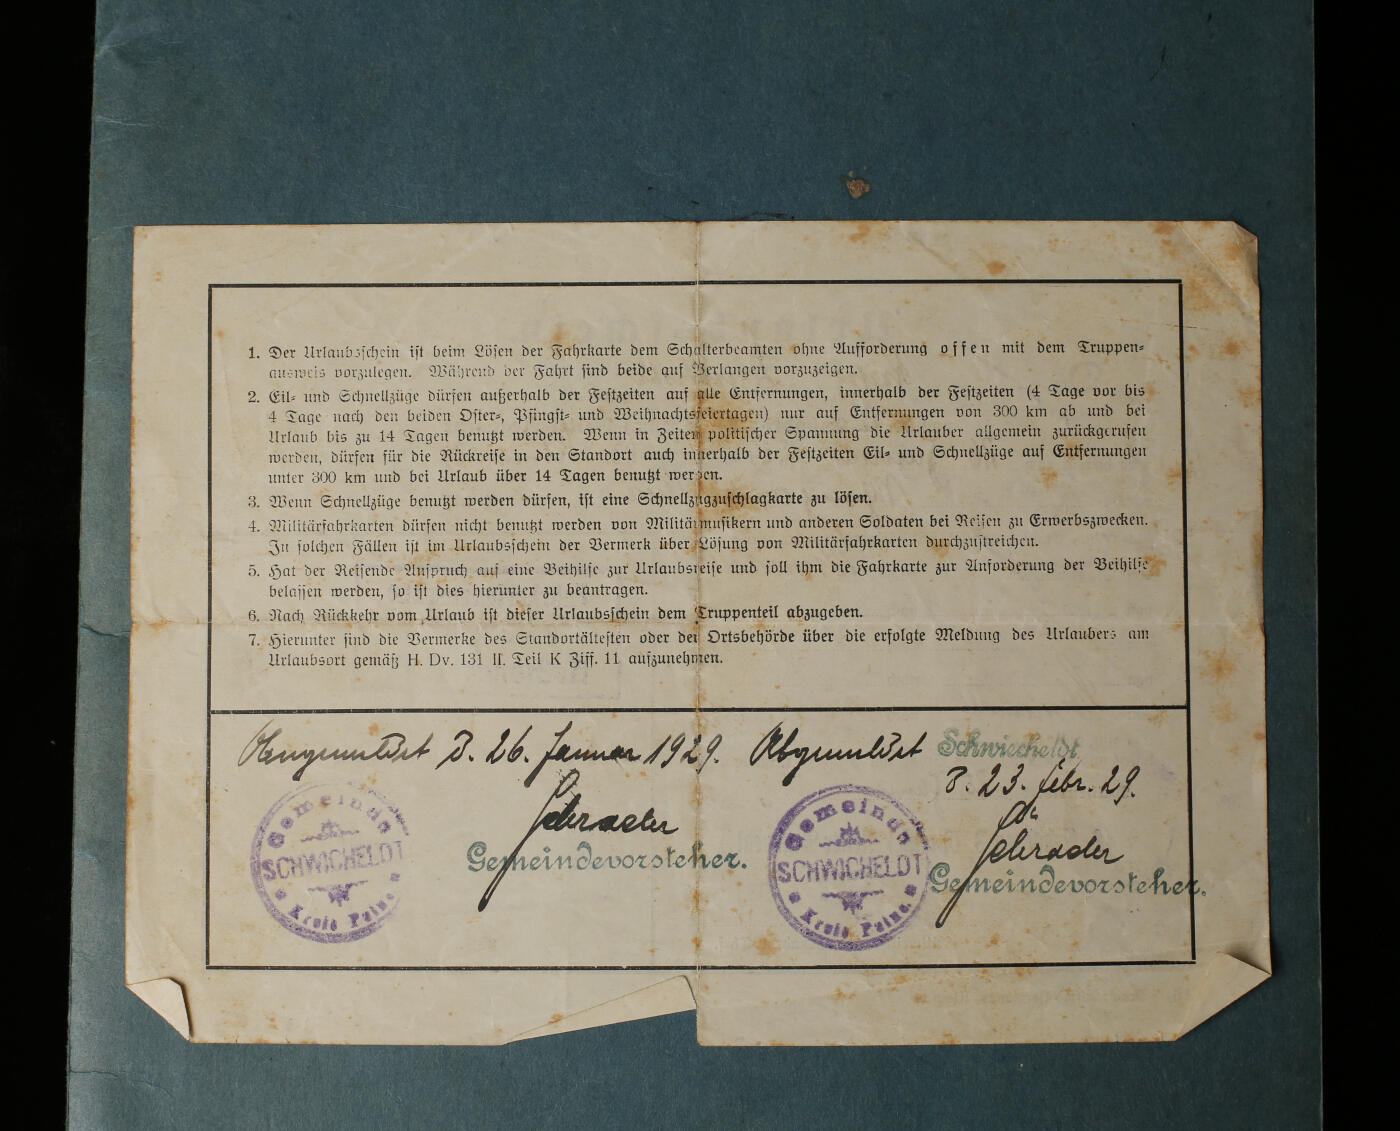 1. Der Urlaubsschein ist beim Lösen der Fahrkarte dem Schalterbeamten ohne Aufforderung offen mit dem Truppen-
ausweis vorzulegen. Während der Fahrt sind beide auf Verlangen vorzuzeigen.
2. Eil- und Schnellzüge dürfen außerhalb der Festzeiten auf alle Entfernungen, innerhalb der Festzeiten (4 Tage vor bis
4 Tage nach den beiden Oster-, Pfingst- und Weihnachtsfeiertagen) nur auf Entfernungen von 300 km ab und bei
Urlaub bis zu 14 Tagen benutzt werden. Wenn in Zeiten politischer Spannung die Urlauber allgemein zurückgerufen
werden, dürfen für die Rückreise in den Standort auch innerhalb der Festzeiten Eil- und Schnellzüge auf Entfernungen
unter 300 km und bei Urlaub über 14 Tagen benutzt werden.
3. Wenn Schnellzüge benutzt werden dürfen, ist eine Schnellzugzuschlagkarte zu lösen.
4. Militärfahrkarten dürfen nicht benutzt werden von Militärmusikern und anderen Soldaten bei Reisen zu Erwerbszwecken.
In solchen Fällen ist im Urlaubsschein der Vermerk über Lösung von Militärfahrkarten durchzustreichen.
5. Hat der Reisende Anspruch auf eine Beihilfe zur Urlaubsreise und soll ihm die Fahrkarte zur Anforderung der Beihilfe
belassen werden, so ist dies hierunter zu beantragen.
6. Nach Rückkehr vom Urlaub ist dieser Urlaubsschein dem Truppenteil abzugeben.
7. Hierunter sind die Vermerke des Standortältesten oder der Ortsbehörde über die erfolgte Meldung des Urlaubers am
Urlaubsort gemäß H. Dv. 131 II. Teil K Ziff. 11 aufzunehmen.
Angemeldet d. 26. Januar 1929.
Schrader
Gemeindevorsteher.
Gemeinde
SCHWICHELDT
Kreis Peine
Abgemeldet Schwiecheldt
d. 23. Febr. 29.
Schrader
Gemeindevorsteher.
Gemeinde
SCHWICHELDT
Kreis Peine